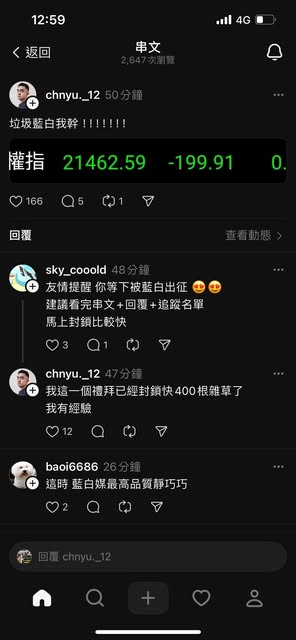 12:59
4G
返回
串文
2,647次瀏覽
chnyu._12 50分鐘
垃圾藍白我幹 ! ! ! ! ! ! !
權指 21462.59 -199.91 0.
166 5 1
回覆 查看動態
sky_cooold 48分鐘
友情提醒 你等下被藍白出征 😍😍
建議看完串文+回覆+追蹤名單
馬上封鎖比較快
3 1
chnyu._12 47分鐘
我這一個禮拜已經封鎖快400根雜草了
我有經驗
12
baoi6686 26分鐘
這時 藍白媒最高品質靜巧巧
2
回覆 chnyu._12